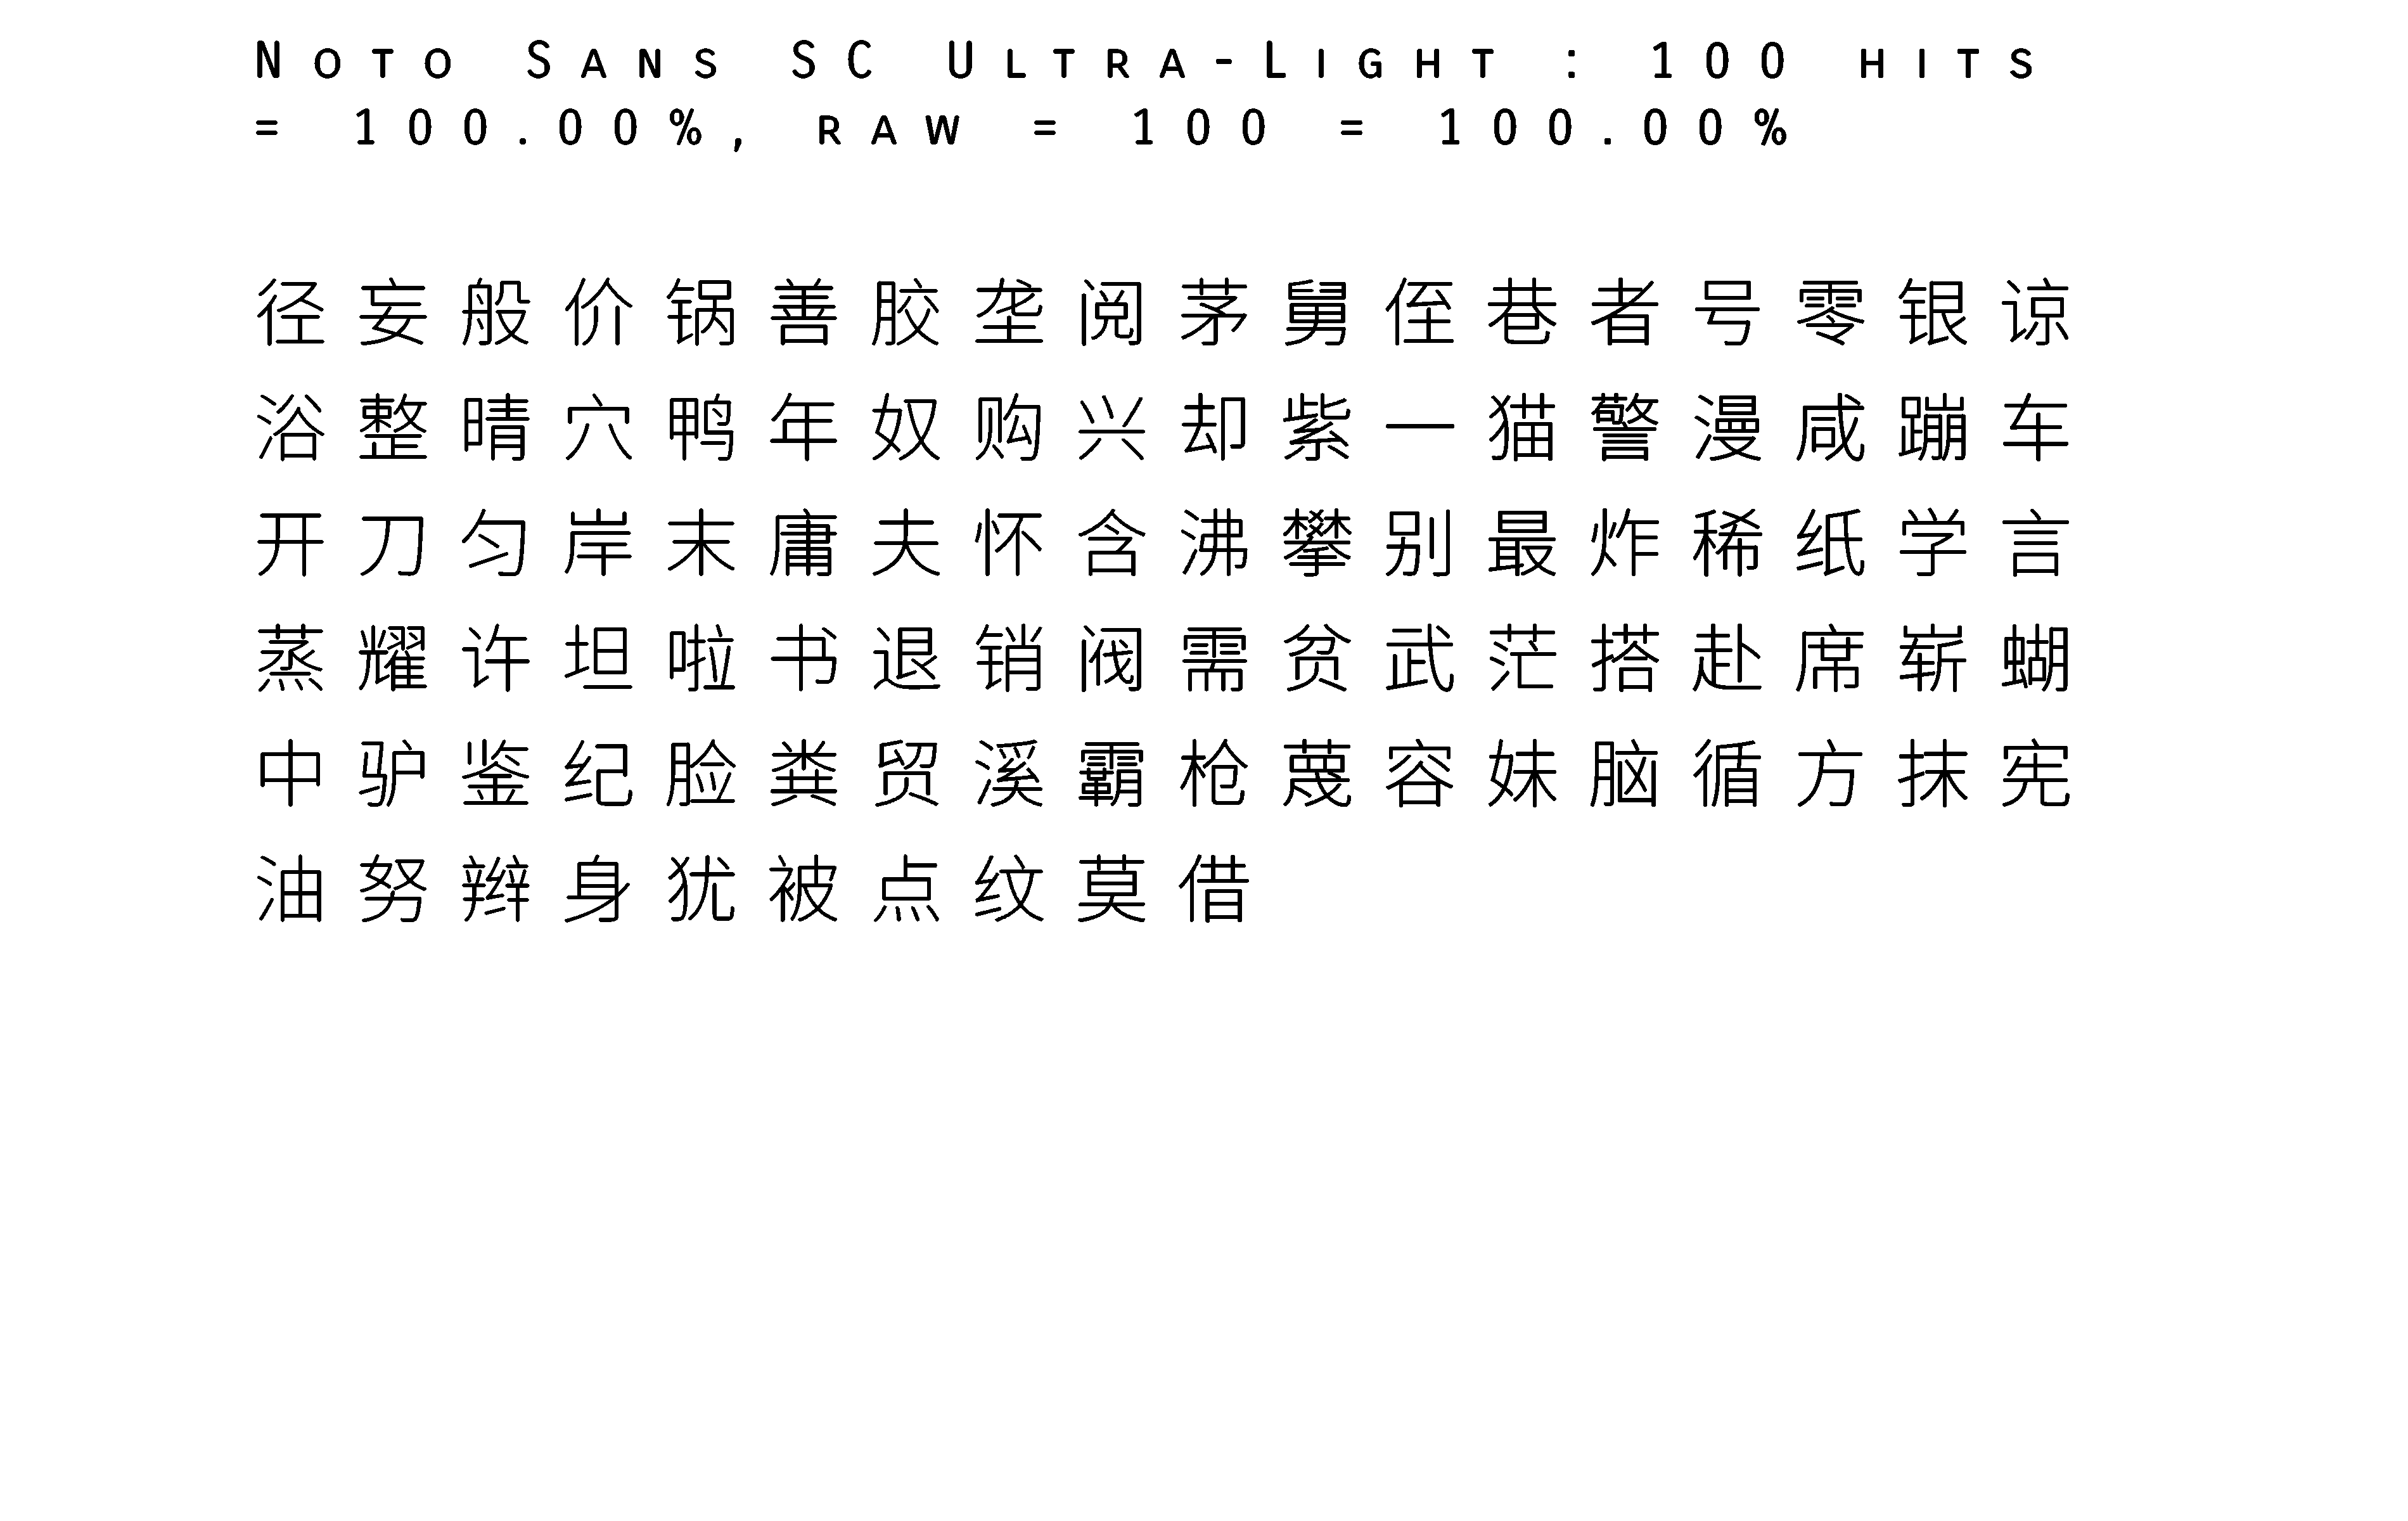 Noto Sans SC Ultra-Light : 100 hits
= 100.00%, raw = 100 = 100.00%
径妄般价锅善胶垄阅茅舅侄巷者号零银谅
浴整晴穴鸭年奴购兴却紫一猫警漫咸蹦车
开刀匀岸末庸夫怀含沸攀别最炸稀纸学言
蒸耀许坦啦书退销阀需贫武茫搭赴席崭蝴
中驴鉴纪脸粪贸溪霸枪蔑容妹脑循方抹宪
油努辫身犹被点纹莫借